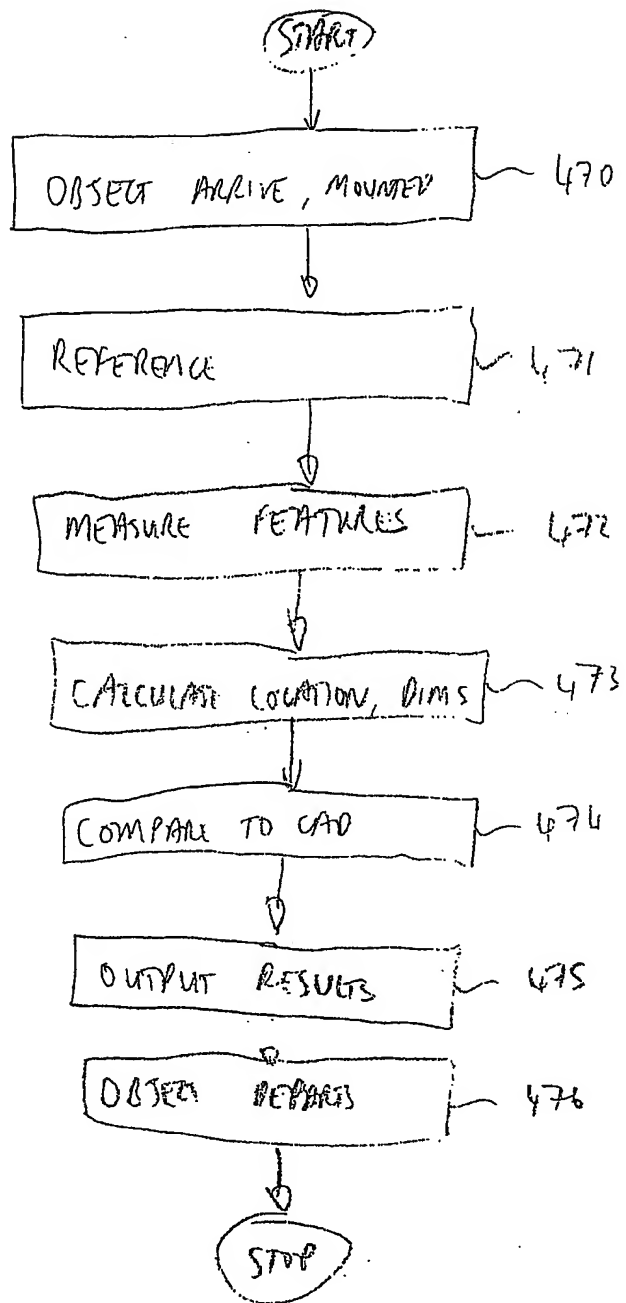 START
OBJECT ARRIVE, MOUNTED 470
REFERENCE 471
MEASURE FEATURES 472
CALCULATE LOCATION, DIMS 473
COMPARE TO CAD 474
OUTPUT RESULTS 475
OBJECT DEPARTS 476
STOP